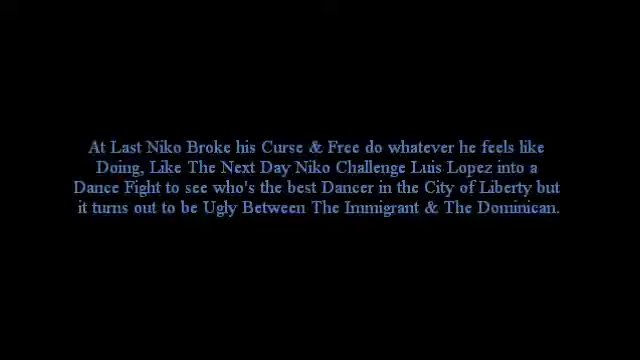 At Last Niko Broke his Curse & Free do whatever he feels like
Doing, Like The Next Day Niko Challenge Luis Lopez into a
Dance Fight to see who's the best Dancer in the City of Liberty but
it turns out to be Ugly Between The Immigrant & The Dominican.